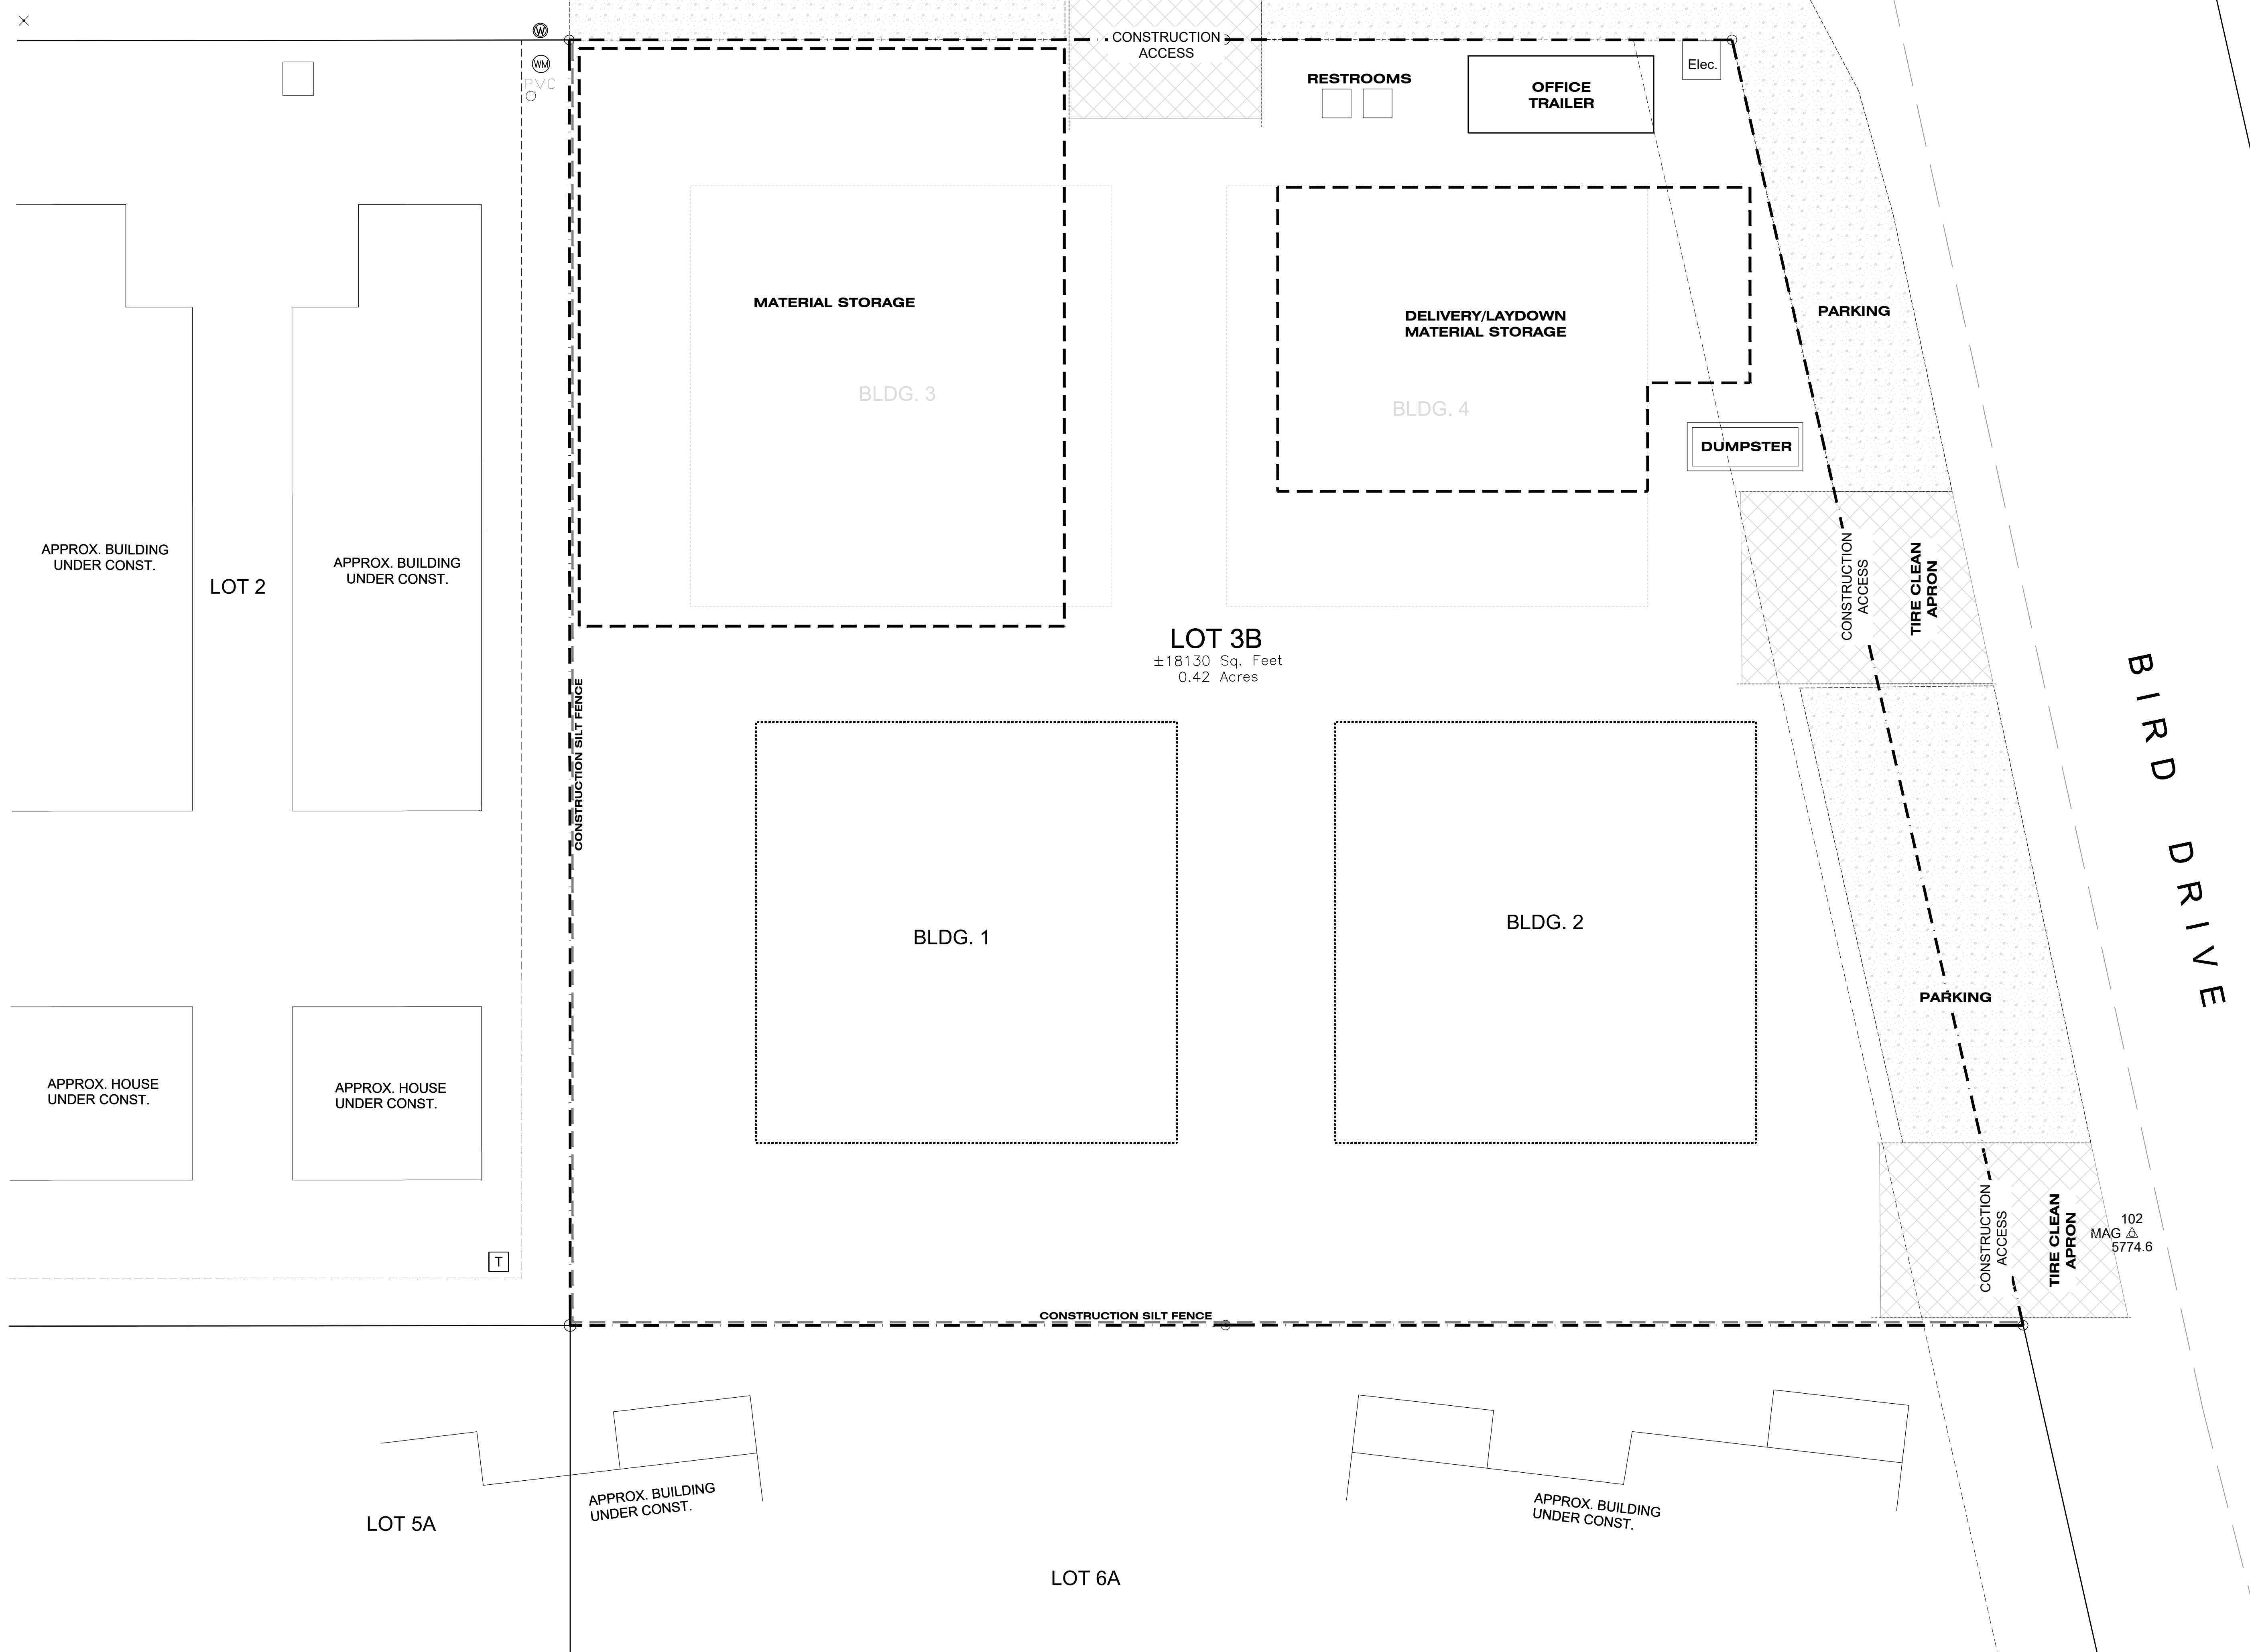 W
WM
PVC
CONSTRUCTION
ACCESS
RESTROOMS
OFFICE
TRAILER
Elec.
MATERIAL STORAGE
DELIVERY/LAYDOWN
MATERIAL STORAGE
PARKING
BLDG. 3
BLDG. 4
DUMPSTER
APPROX. BUILDING
UNDER CONST.
LOT 2
APPROX. BUILDING
UNDER CONST.
CONSTRUCTION
ACCESS
TIRE CLEAN
APRON
LOT 3B
±18130 Sq. Feet
0.42 Acres
CONSTRUCTION SILT FENCE
BIRD DRIVE
BLDG. 1
BLDG. 2
PARKING
APPROX. HOUSE
UNDER CONST.
APPROX. HOUSE
UNDER CONST.
T
CONSTRUCTION
ACCESS
TIRE CLEAN
APRON
102
MAG
5774.6
CONSTRUCTION SILT FENCE
APPROX. BUILDING
UNDER CONST.
APPROX. BUILDING
UNDER CONST.
LOT 5A
LOT 6A